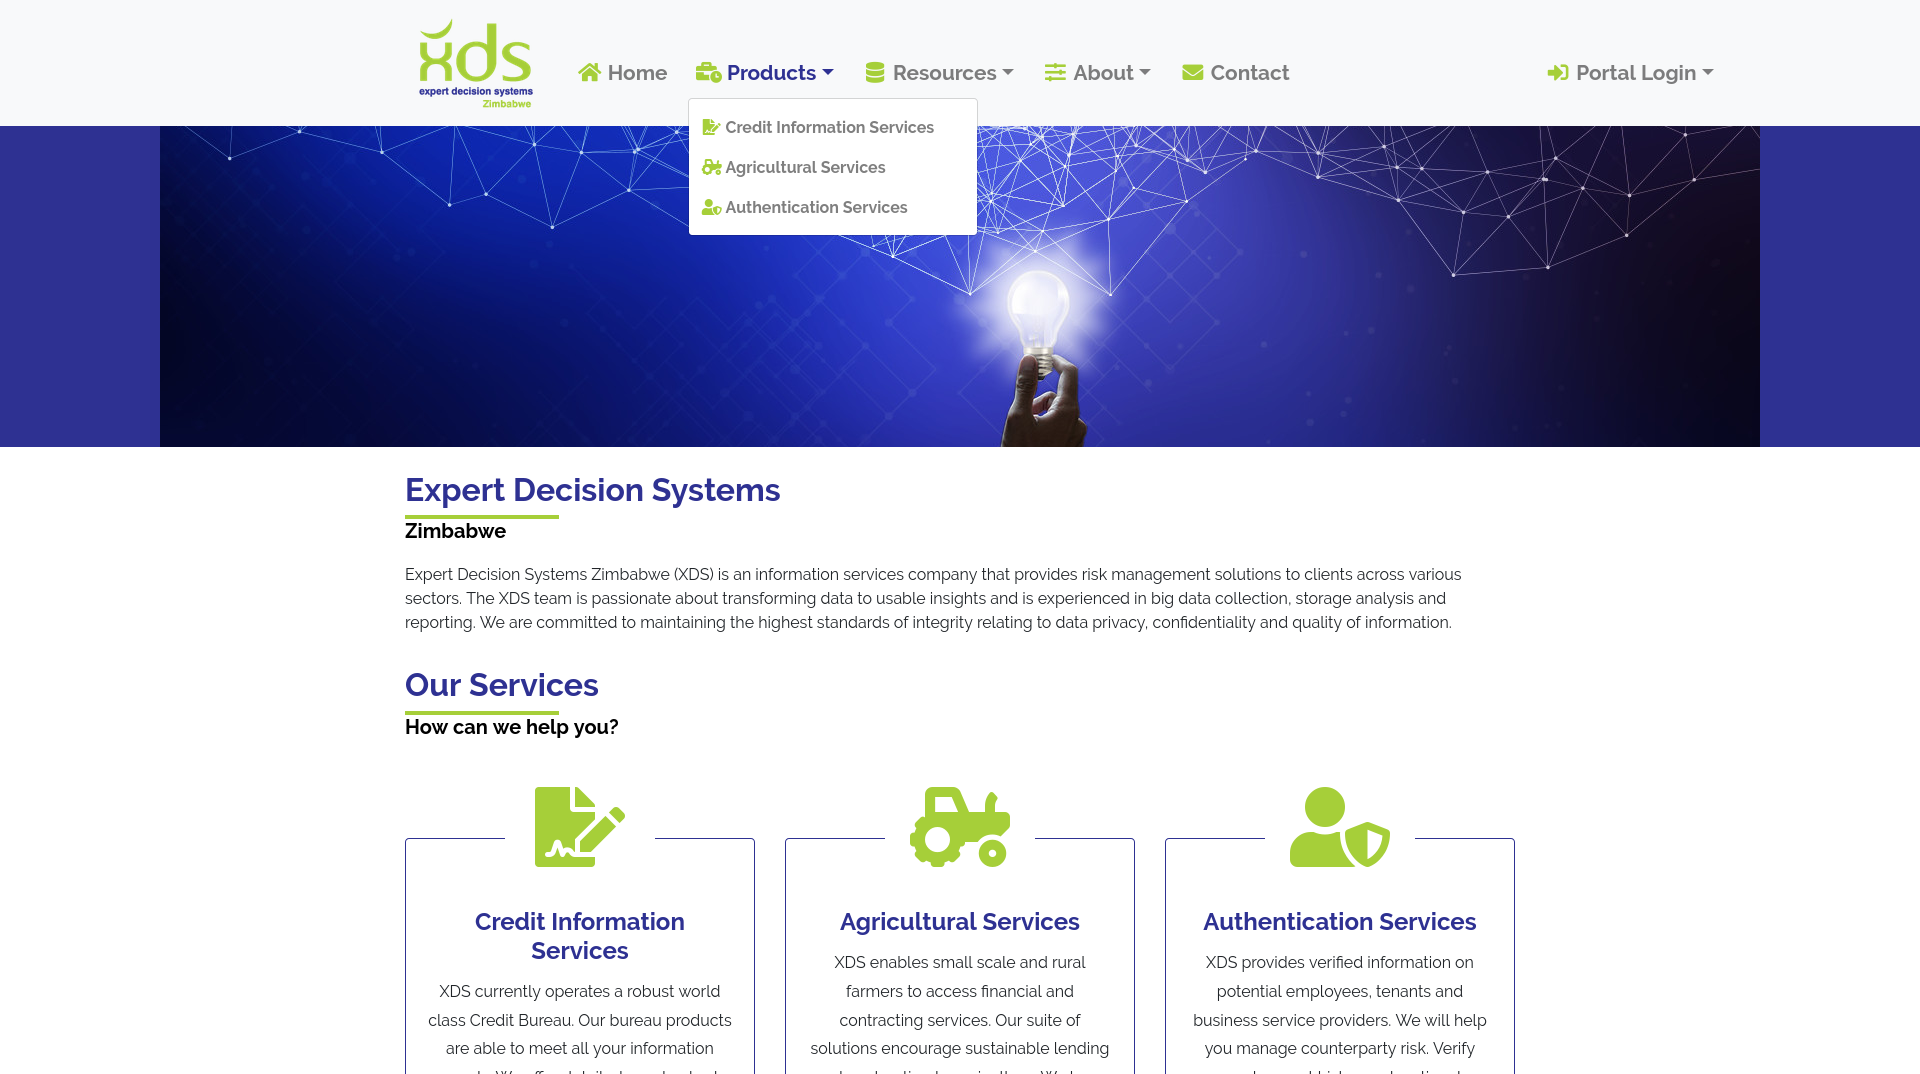 xds
expert decision systems
Zimbabwe
Home
Products
Resources
About
Contact
Portal Login
Credit Information Services
Agricultural Services
Authentication Services
Expert Decision Systems
Zimbabwe
Expert Decision Systems Zimbabwe (XDS) is an information services company that provides risk management solutions to clients across various
sectors. The XDS team is passionate about transforming data to usable insights and is experienced in big data collection, storage analysis and
reporting. We are committed to maintaining the highest standards of integrity relating to data privacy, confidentiality and quality of information.
Our Services
How can we help you?
Credit Information
Services
XDS currently operates a robust world
class Credit Bureau. Our bureau products
are able to meet all your information
Agricultural Services
XDS enables small scale and rural
farmers to access financial and
contracting services. Our suite of
solutions encourage sustainable lending
Authentication Services
XDS provides verified information on
potential employees, tenants and
business service providers. We will help
you manage counterparty risk. Verify